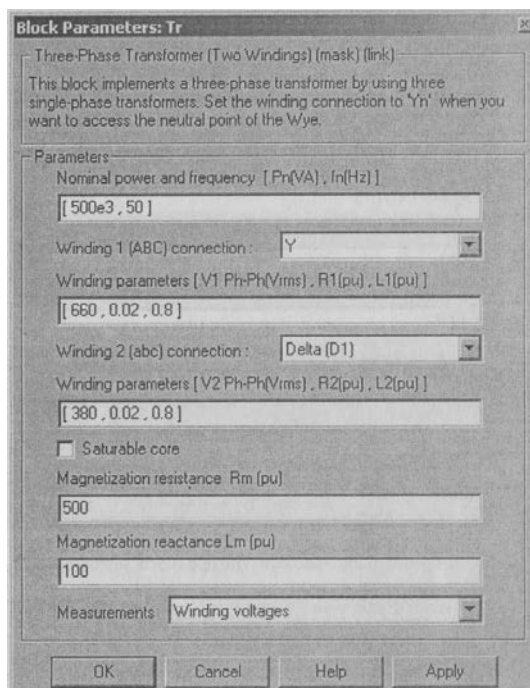 Block Parameters: Tr
Three-Phase Transformer (Two Windings) (mask) (link)
This block implements a three-phase transformer by using three
single-phase transformers. Set the winding connection to 'Yn' when you
want to access the neutral point of the Wye.
Parameters
Nominal power and frequency [ Pn(VA) , fn(Hz) ]
[ 500e3 , 50 ]
Winding 1 (ABC) connection : Y
Winding parameters [ V1 Ph-Ph(Vrms) , R1(pu) , L1(pu) ]
[ 660 , 0.02 , 0.8 ]
Winding 2 (abc) connection : Delta (D1)
Winding parameters [ V2 Ph-Ph(Vrms) , R2(pu) , L2(pu) ]
[ 380 , 0.02 , 0.8 ]
Saturable core
Magnetization resistance Rm (pu)
500
Magnetization reactance Lm (pu)
100
Measurements Winding voltages
OK Cancel Help Apply